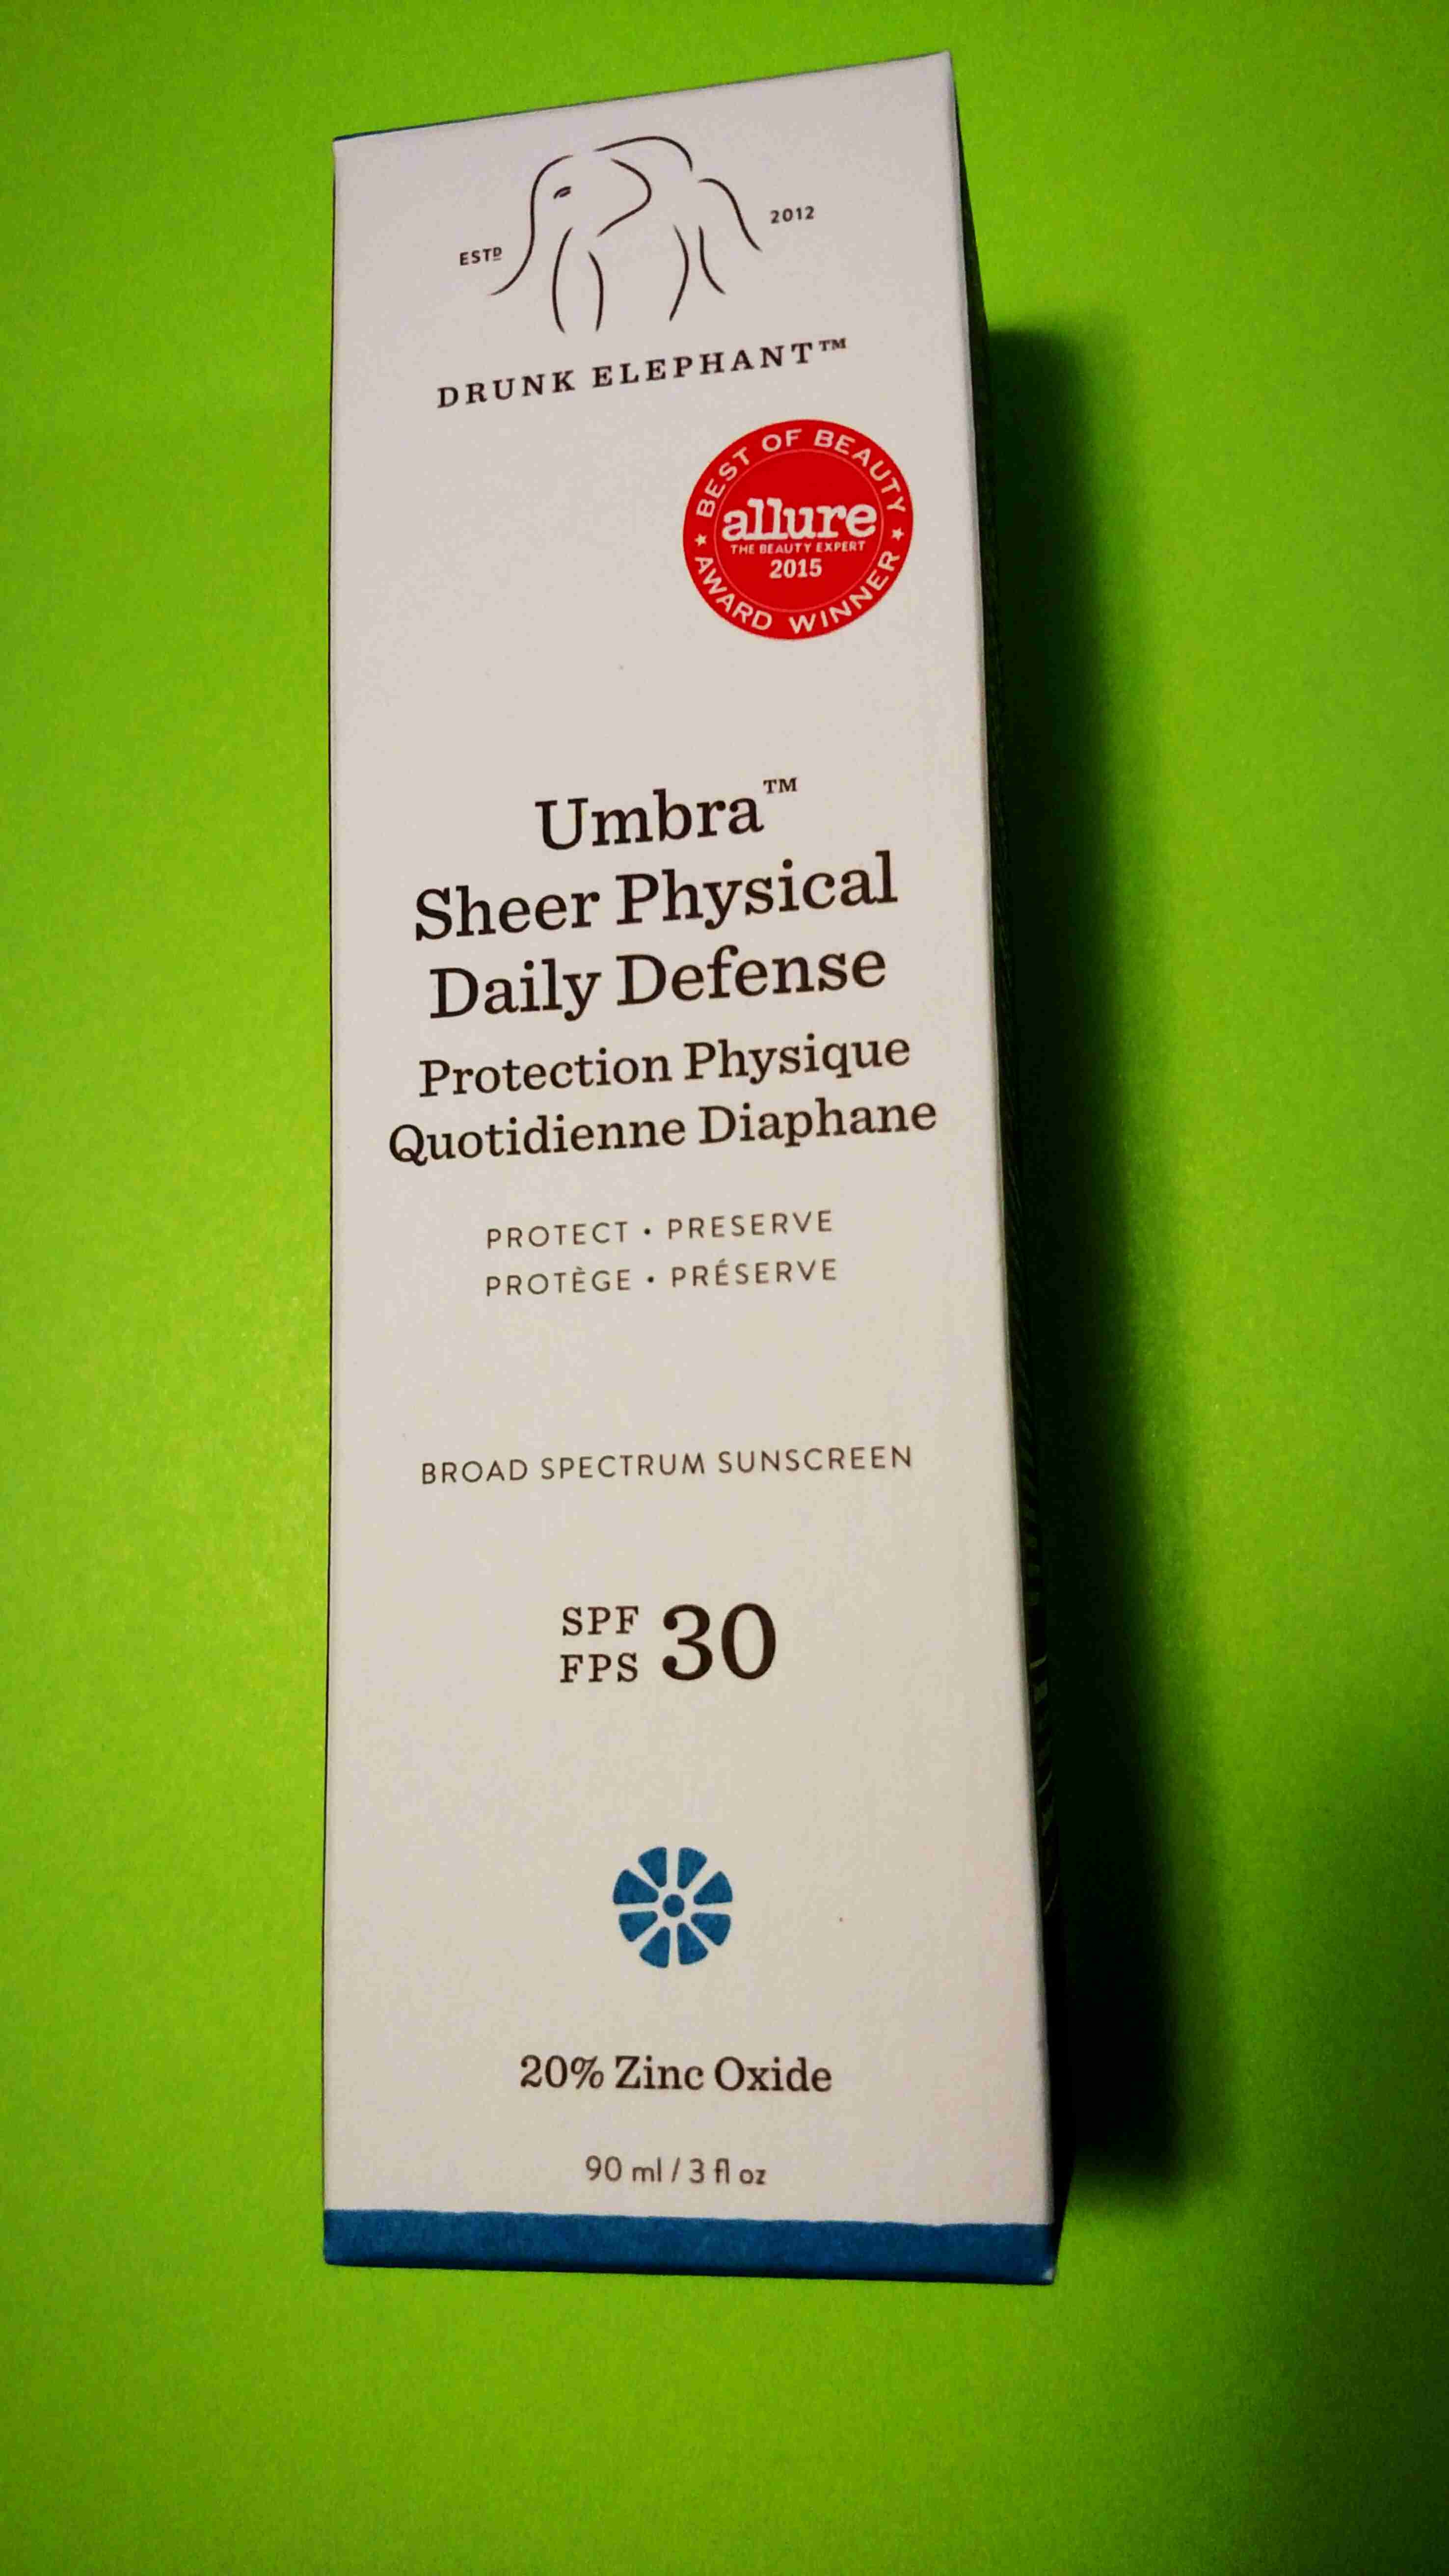 ESTD
2012
DRUNK ELEPHANT™
BEST OF BEAUTY
allure
THE BEAUTY EXPERT
2015
AWARD WINNER
Umbra™
Sheer Physical
Daily Defense
Protection Physique
Quotidienne Diaphane
PROTECT • PRESERVE
PROTÈGE • PRÉSERVE
BROAD SPECTRUM SUNSCREEN
SPF
FPS 30
20% Zinc Oxide
90 ml / 3 fl oz